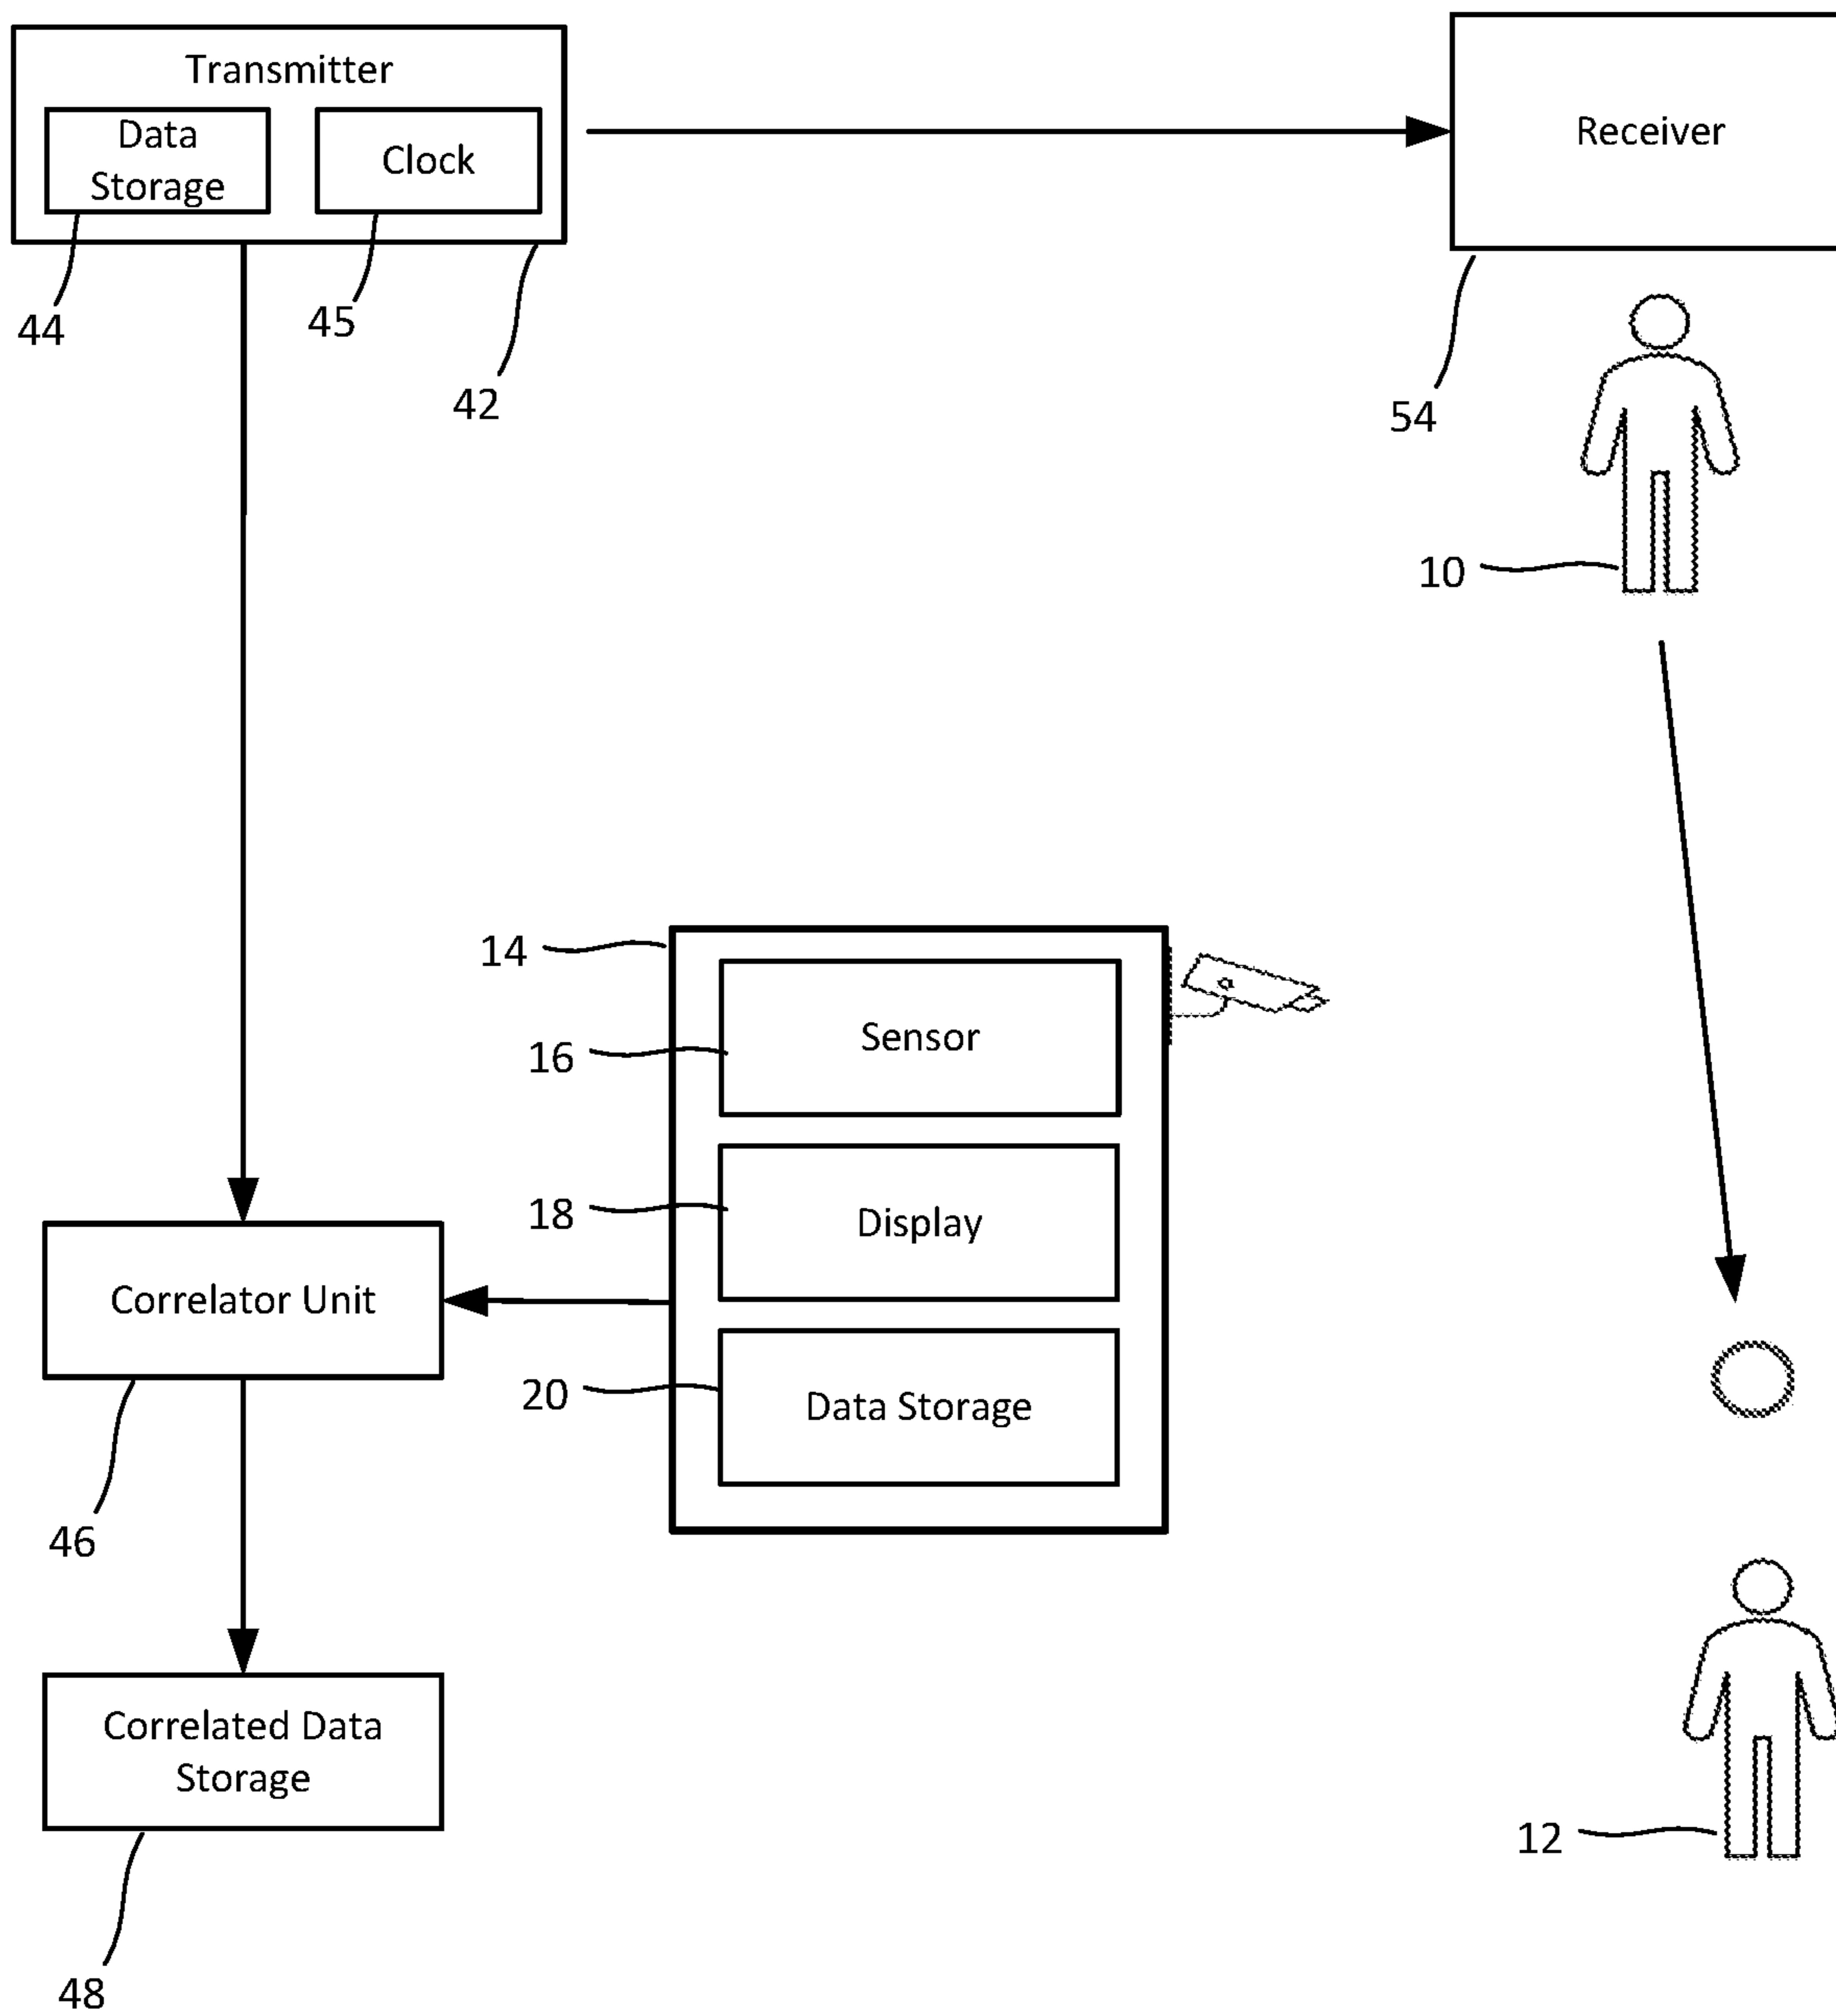 Transmitter
Data
Storage
Clock
Receiver
44
45
42
54
10
14
Sensor
16
Display
18
Correlator Unit
Data Storage
20
46
Correlated Data
Storage
12
48